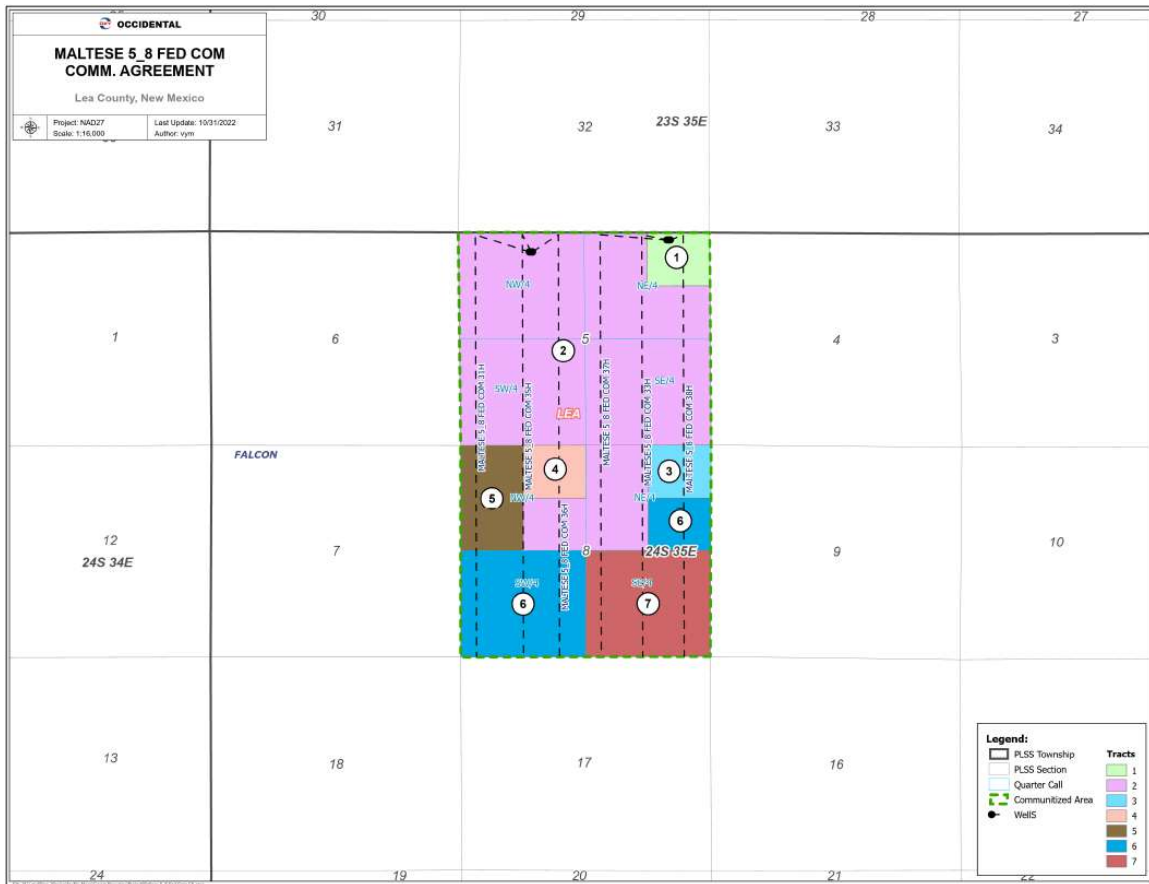 OXY OCCIDENTAL
MALTESE 5_8 FED COM
COMM. AGREEMENT
Lea County, New Mexico
Project: NAD27
Scale: 1:16,000
Last Update: 10/31/2022
Author: vym
30
29
28
27
31
32
23S 35E
33
34
1
NW/4
NE/4
1
6
5
4
3
2
SW/4
SE/4
LEA
MALTESE 5_8 FED COM 31H
MALTESE 5_8 FED COM 35H
MALTESE 5_8 FED COM 36H
MALTESE 5_8 FED COM 37H
MALTESE 5_8 FED COM 33H
MALTESE 5_8 FED COM 38H
FALCON
4
3
5
NW/4
NE/4
6
12
24S 34E
7
8
24S 35E
9
10
SW/4
SE/4
6
7
13
18
17
16
Legend:
PLSS Township
PLSS Section
Quarter Call
Communitized Area
WellS
Tracts
1
2
3
4
5
6
7
24
19
20
21
22